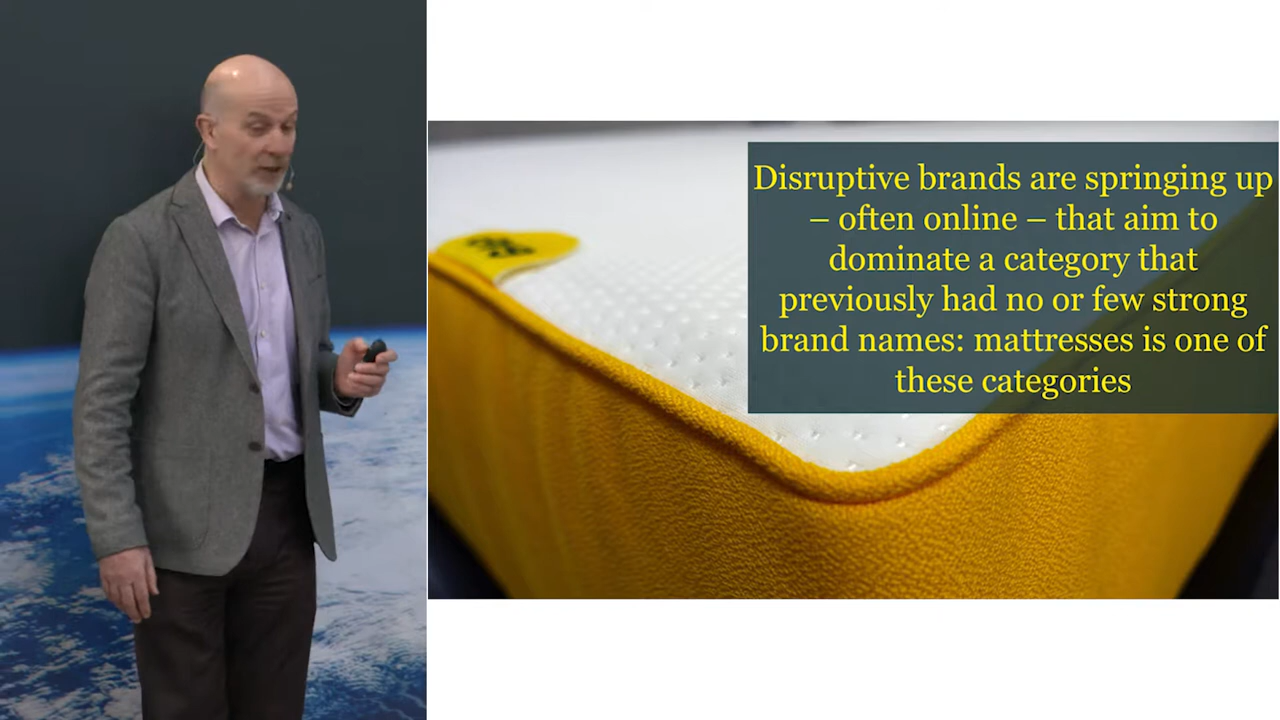 Disruptive brands are springing up
– often online – that aim to
dominate a category that
previously had no or few strong
brand names: mattresses is one of
these categories